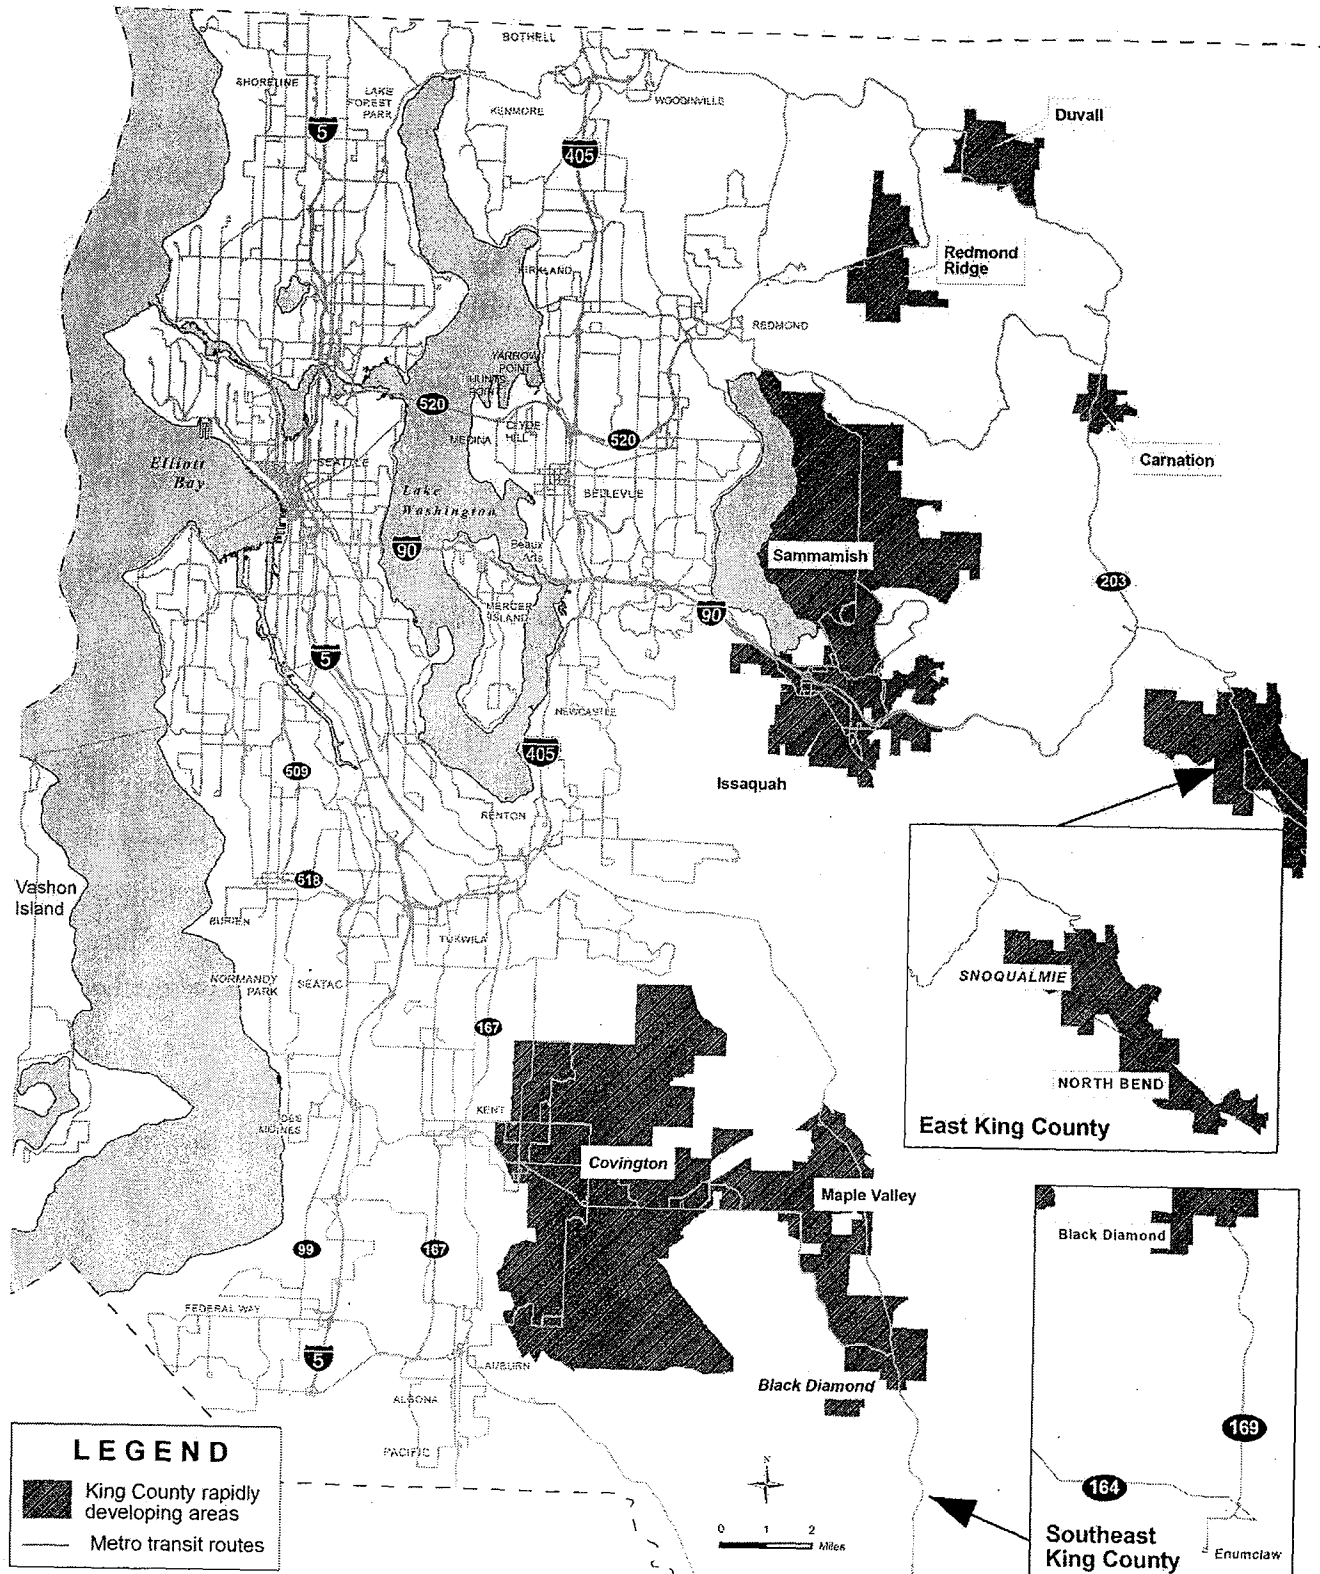 BOTHELL
SHORELINE
LAKE
FOREST
PARK
KENMORE
WOODINVILLE
5
405
Duvall
Redmond
Ridge
KIRKLAND
REDMOND
YARROW
POINT
HUNTS
POINT
520
MEDINA
CLYDE
HILL
520
Carnation
Elliott
Bay
SEATTLE
Lake
Washington
BELLEVUE
90
Beaux
Arts
Sammamish
203
MERCER
ISLAND
90
5
NEWCASTLE
405
509
Issaquah
RENTON
Vashon
Island
518
BURIEN
TUKWILA
NORMANDY
PARK
SEATAC
SNOQUALMIE
NORTH BEND
East King County
167
KENT
DES
MOINES
Covington
Maple Valley
Black Diamond
99
167
FEDERAL WAY
5
AUBURN
ALGONA
Black Diamond
PACIFIC
169
164
Southeast
King County
Enumclaw
LEGEND
King County rapidly
developing areas
Metro transit routes
N
0 1 2
Miles